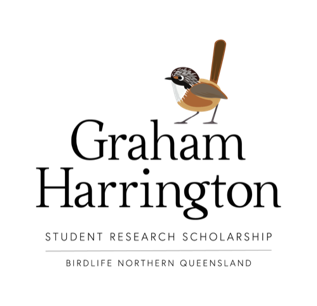 Graham
Harrington
STUDENT RESEARCH SCHOLARSHIP
BIRDLIFE NORTHERN QUEENSLAND